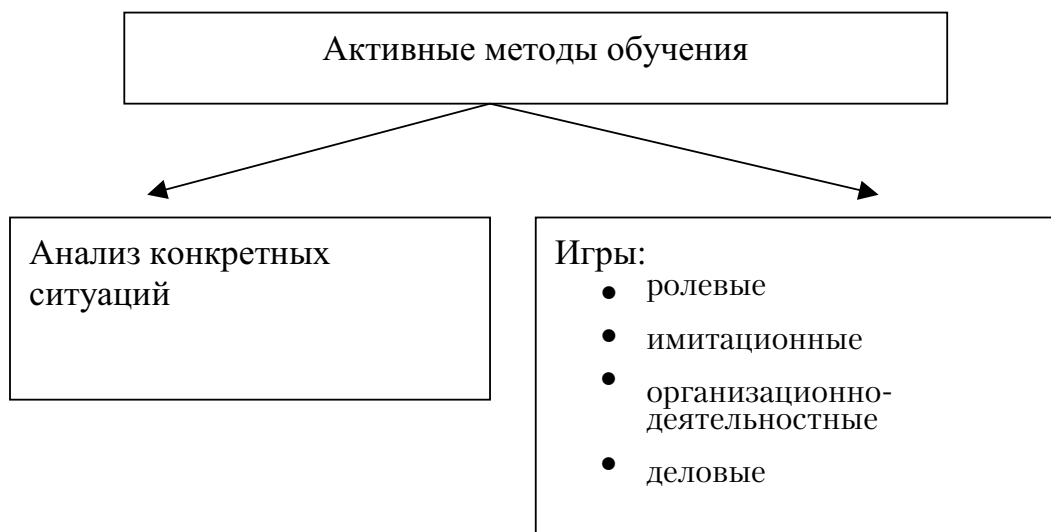 Активные методы обучения
Анализ конкретных
ситуаций
Игры:
• ролевые
• имитационные
• организационно-
деятельностные
• деловые